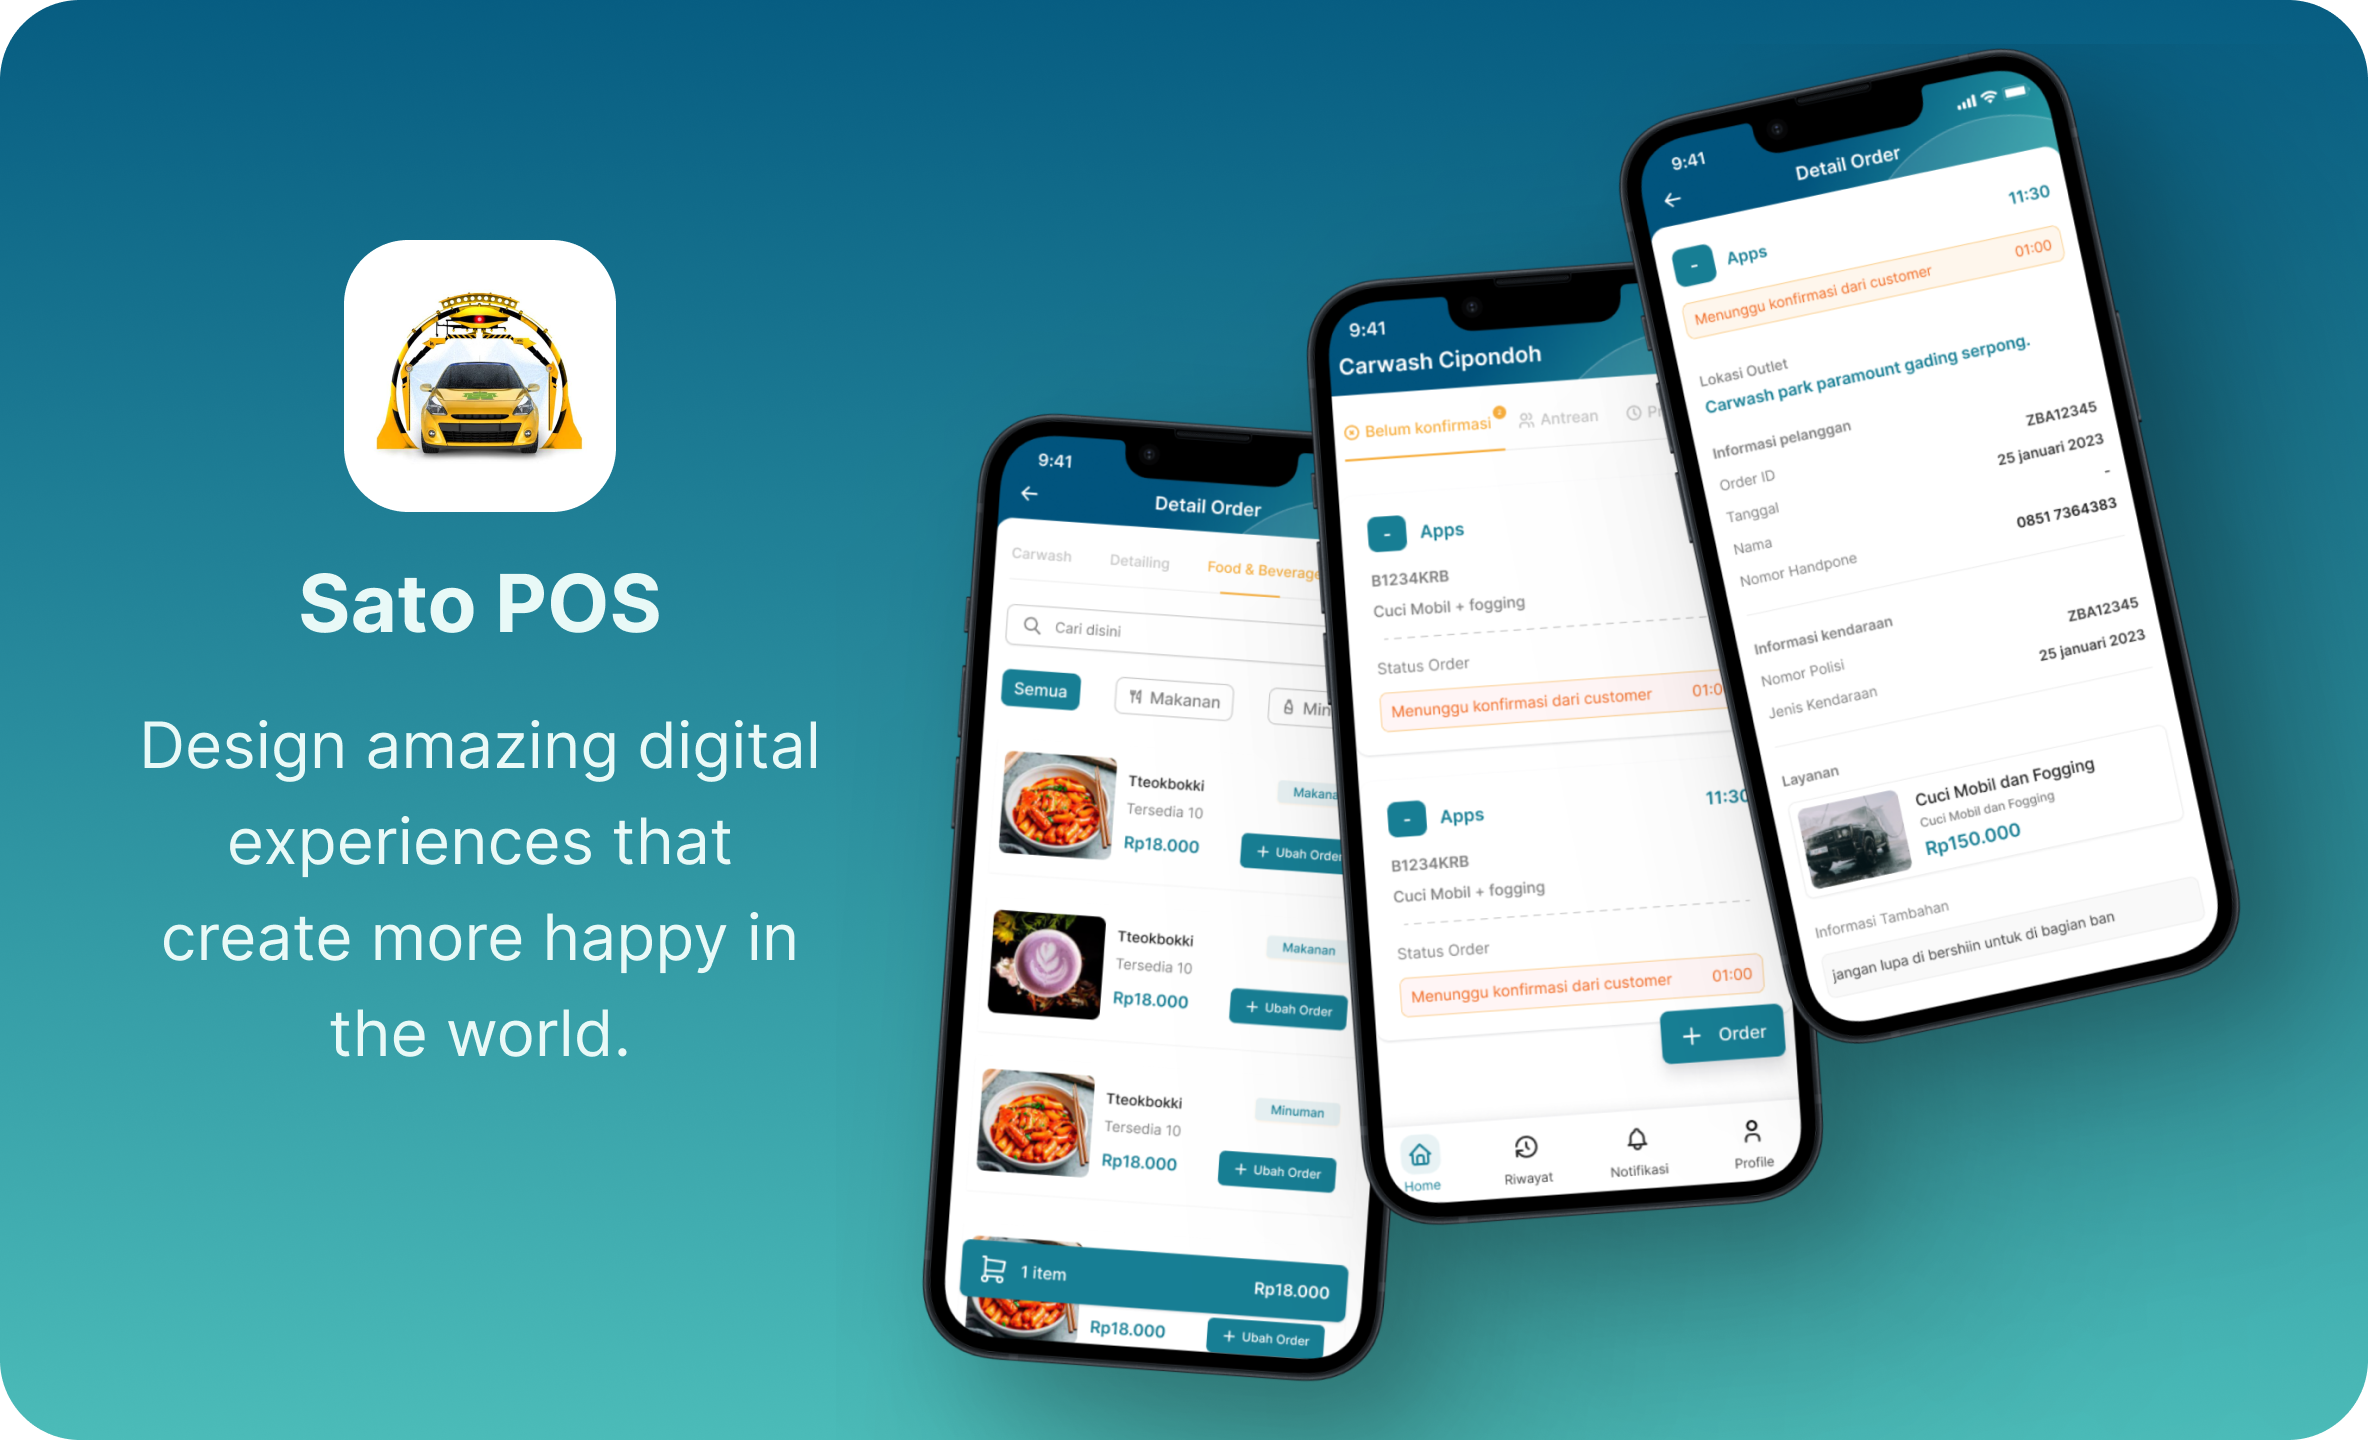 Sato POS
Design amazing digital
experiences that
create more happy in
the world.
9:41
Detail Order
Carwash
Detailing
Food & Beverage
Cari disini
Semua
Makanan
Tteokbokki
Tersedia 10
Rp18.000
+ Ubah Order
Tteokbokki
Makanan
Tersedia 10
Rp18.000
+ Ubah Order
Tteokbokki
Minuman
Tersedia 10
Rp18.000
+ Ubah Order
1 item
Rp18.000
Rp18.000
+ Ubah Order
9:41
Carwash Cipondoh
Belum konfirmasi
Antrean
- Apps
B1234KRB
Cuci Mobil + fogging
Status Order
Menunggu konfirmasi dari customer
- Apps
11:30
B1234KRB
Cuci Mobil + fogging
Status Order
Menunggu konfirmasi dari customer 01:00
+ Order
Home
Riwayat
Notifikasi
Profile
9:41
Detail Order
11:30
- Apps
Menunggu konfirmasi dari customer 01:00
Lokasi Outlet
Carwash park paramount gading serpong.
Informasi pelanggan
Order ID ZBA12345
Tanggal 25 januari 2023
Nama -
Nomor Handpone 0851 7364383
Informasi kendaraan
Nomor Polisi ZBA12345
Jenis Kendaraan 25 januari 2023
Layanan
Cuci Mobil dan Fogging
Cuci Mobil dan Fogging
Rp150.000
Informasi Tambahan
jangan lupa di bershiin untuk di bagian ban